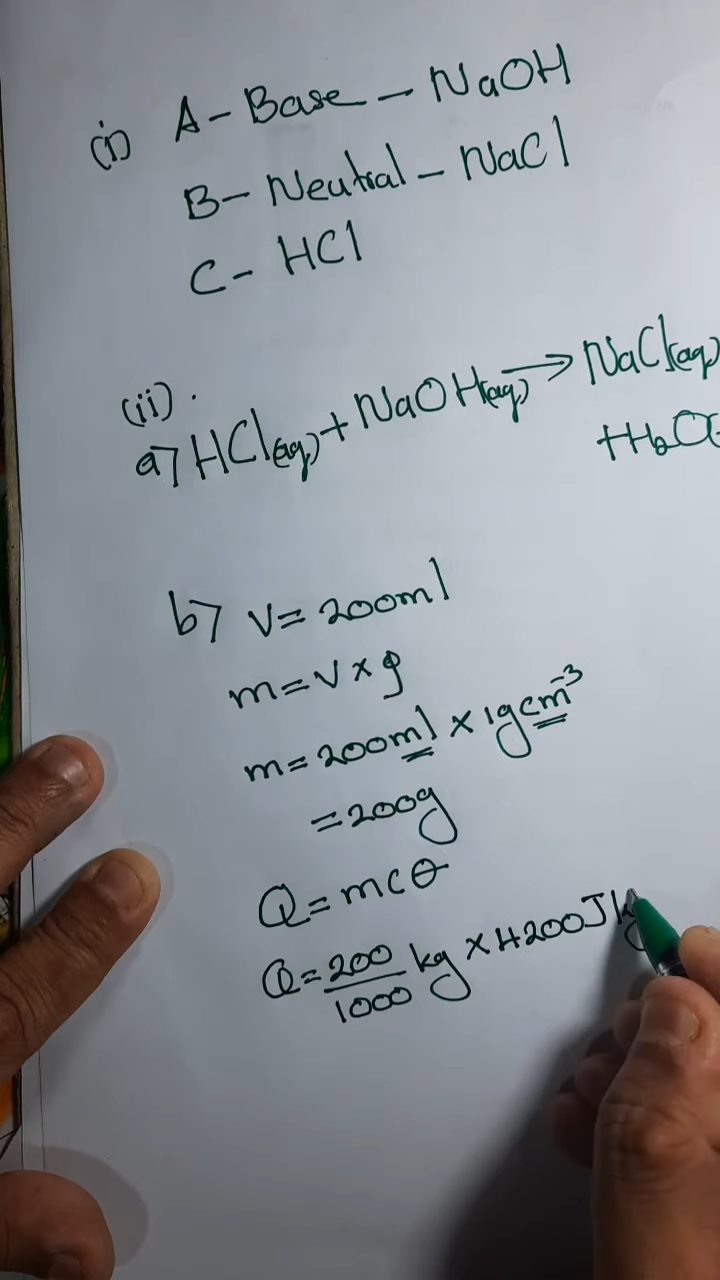 (i) A - Base - NaOH
B - Neutral - NaCl
C - HCl
(ii).
a) HCl(aq) + NaOH(aq) → NaCl(aq)
+H₂O(
b) V = 200ml
m = V × ρ
m = 200ml × 1gcm⁻³
= 200g
Q = mcθ
Q = 200/1000 kg × 4200Jkg